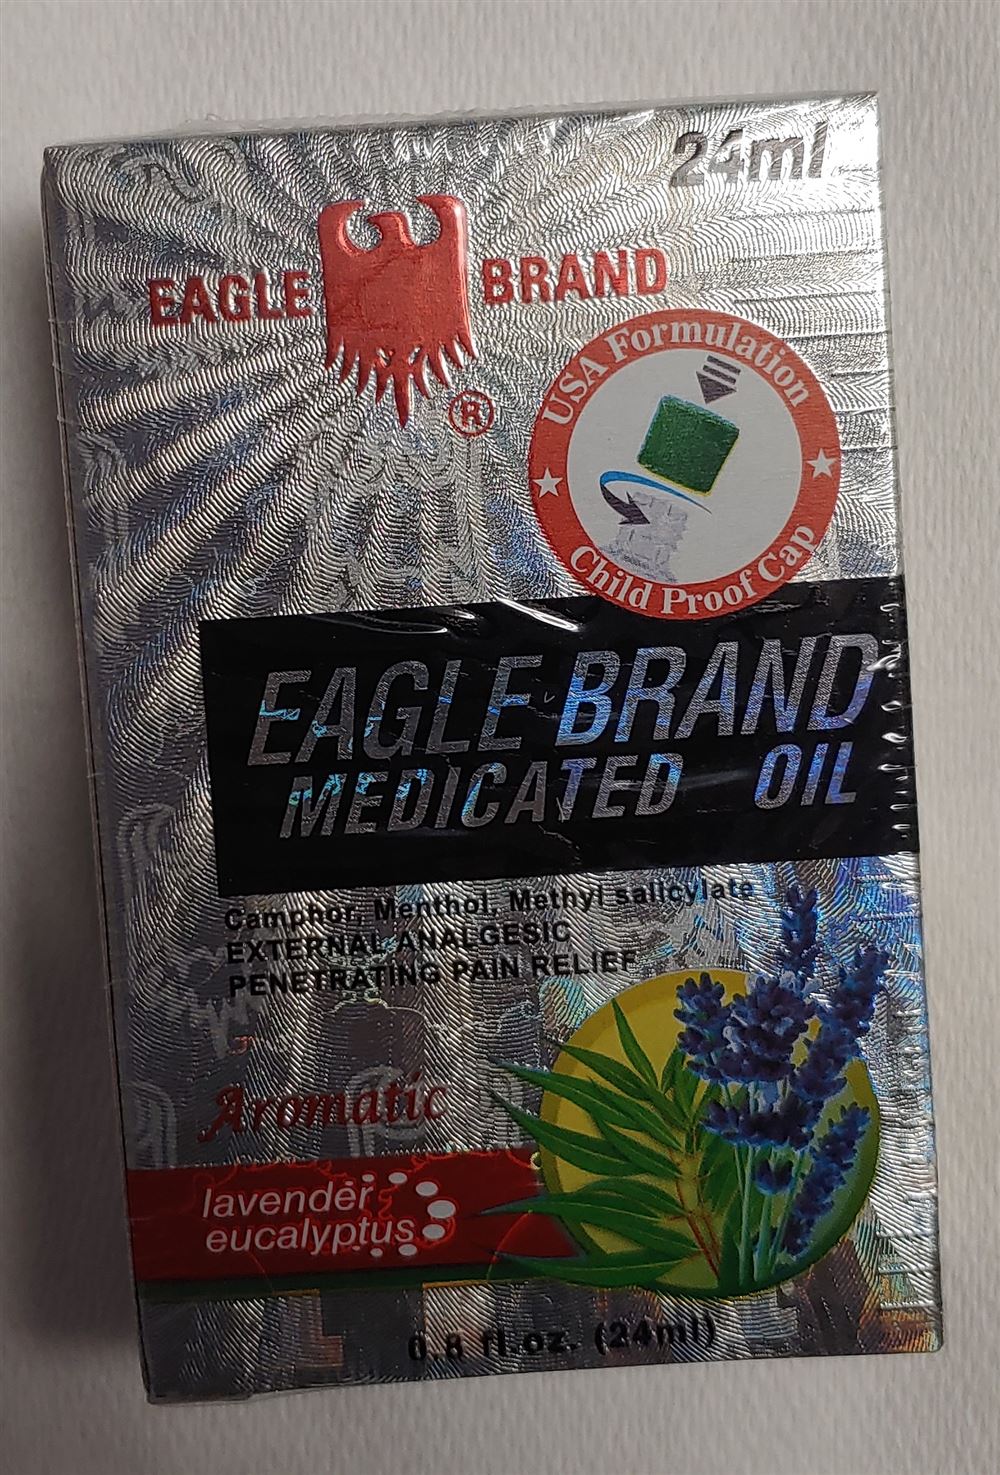 24ml
EAGLE BRAND
®
USA Formulation
Child Proof Cap
EAGLE BRAND
MEDICATED OIL
Camphor, Menthol, Methyl salicylate
EXTERNAL ANALGESIC
PENETRATING PAIN RELIEF
Aromatic
lavender
eucalyptus
0.8 fl.oz. (24ml)